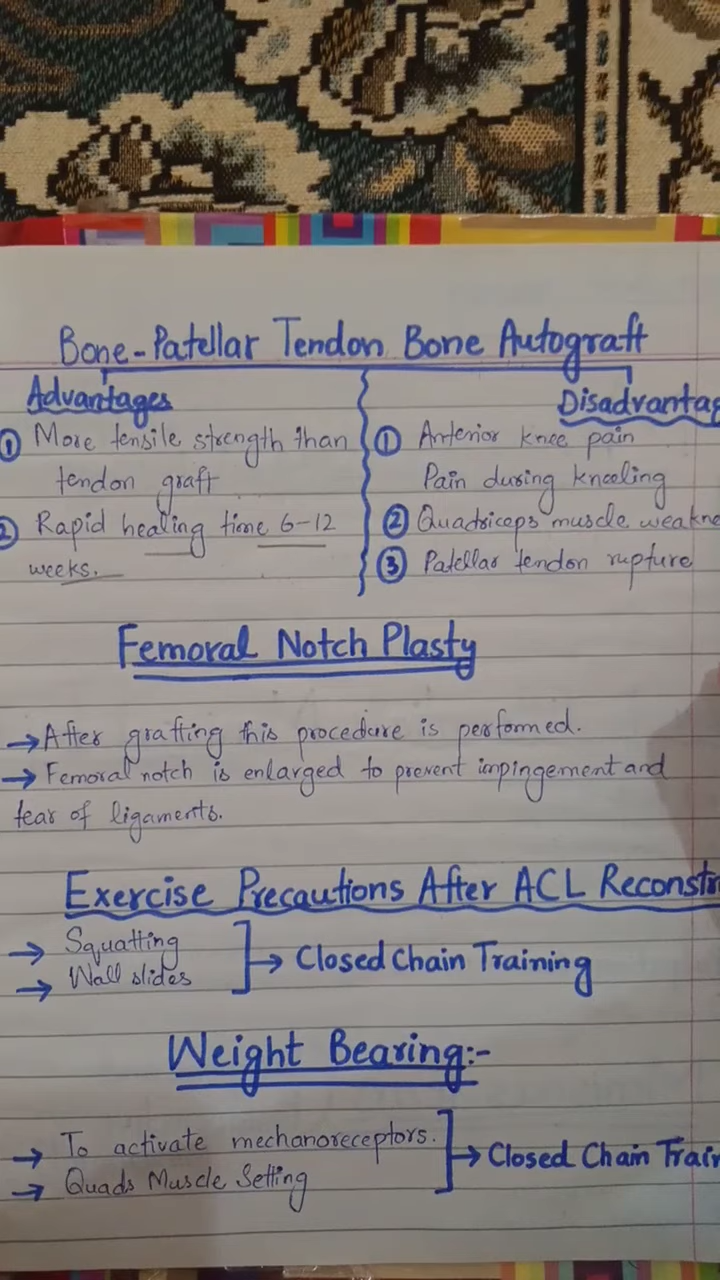 Bone-Patellar Tendon Bone Autograft
Advantages
① More tensile strength than
tendon graft
② Rapid healing time 6-12
weeks.
Disadvantag
① Anterior knee pain
Pain during kneeling
② Quadriceps muscle weakne
③ Patellar tendon rupture
Femoral Notch Plasty
→ After grafting this procedure is performed.
→ Femoral notch is enlarged to prevent impingement and
tear of ligaments.
Exercise Precautions After ACL Reconstr
→ Squatting
→ Wall slides
→ Closed Chain Training
Weight Bearing:-
→ To activate mechanoreceptors.
→ Quads Muscle Setting
→ Closed Chain Train